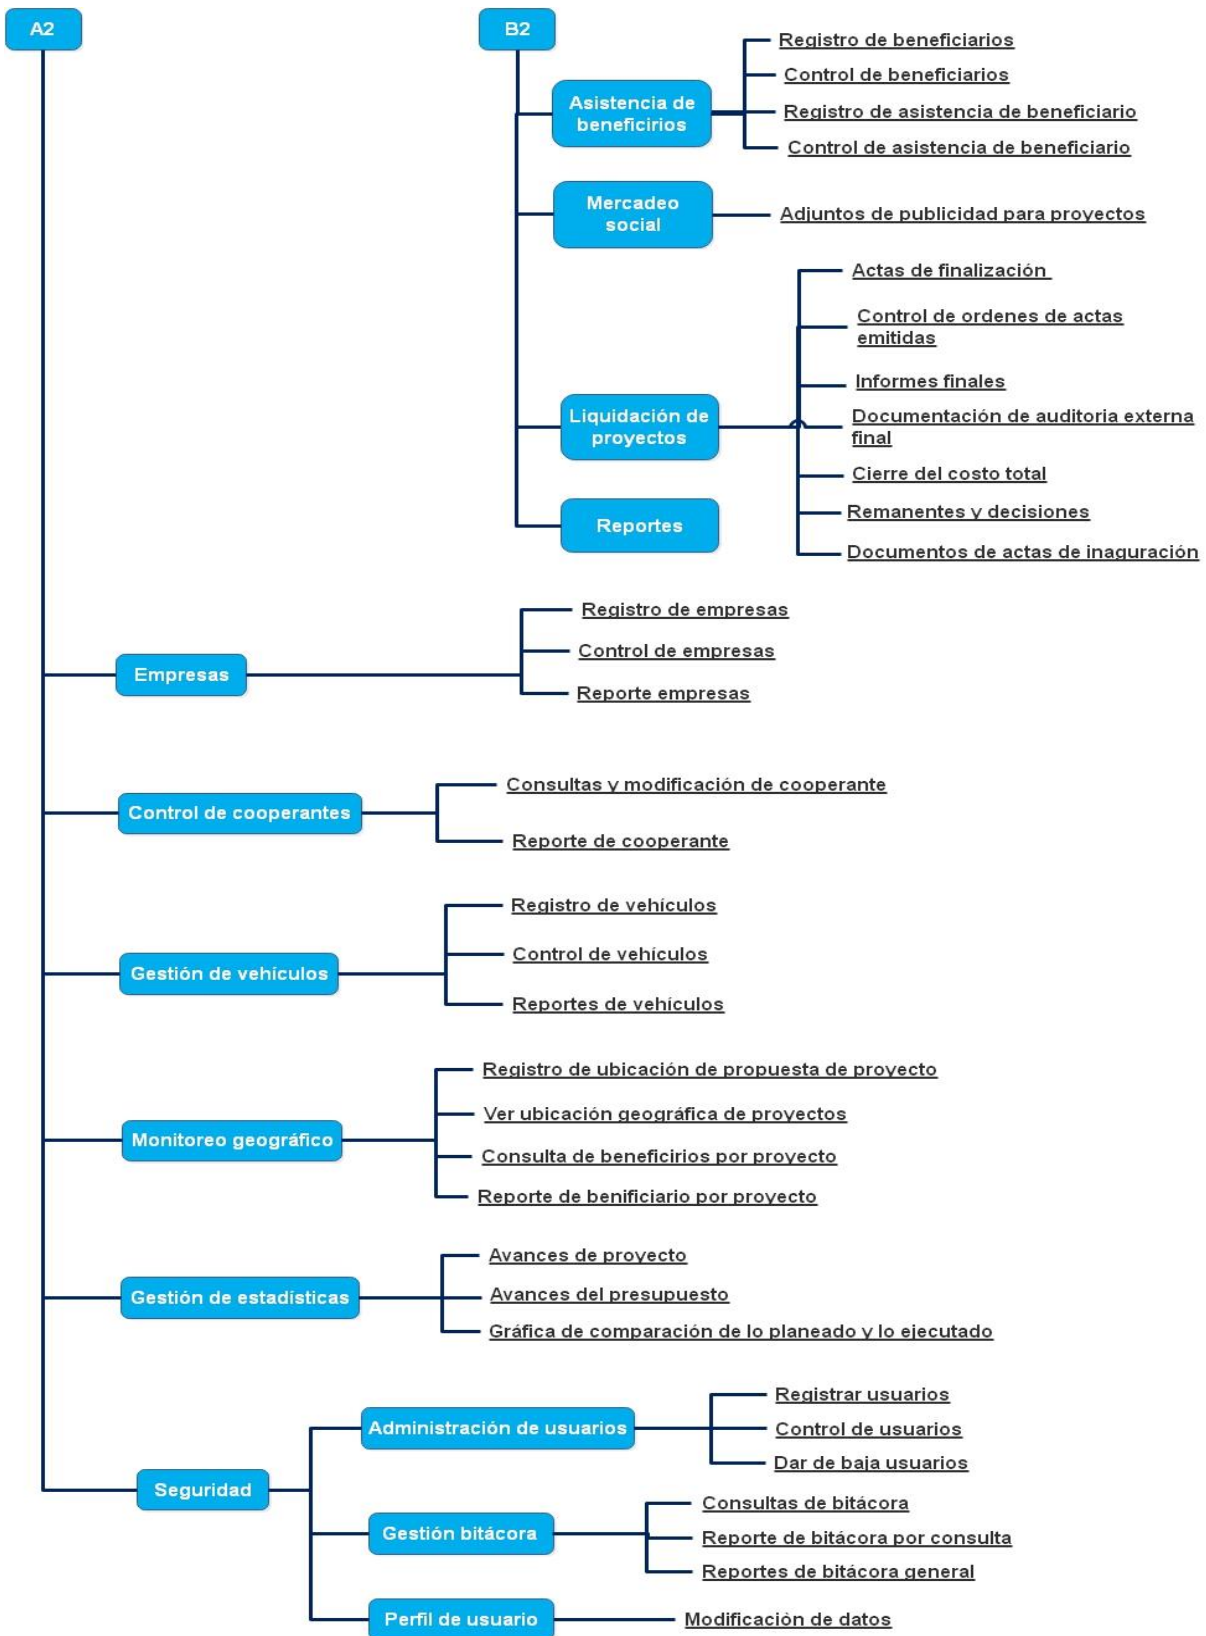 A2
B2
Asistencia de
beneficirios
Registro de beneficiarios
Control de beneficiarios
Registro de asistencia de beneficiario
Control de asistencia de beneficiario
Mercadeo
social
Adjuntos de publicidad para proyectos
Liquidación de
proyectos
Actas de finalización
Control de ordenes de actas
emitidas
Informes finales
Documentación de auditoria externa
final
Cierre del costo total
Remanentes y decisiones
Documentos de actas de inaguración
Reportes
Empresas
Registro de empresas
Control de empresas
Reporte empresas
Control de cooperantes
Consultas y modificación de cooperante
Reporte de cooperante
Gestión de vehículos
Registro de vehículos
Control de vehículos
Reportes de vehículos
Monitoreo geográfico
Registro de ubicación de propuesta de proyecto
Ver ubicación geográfica de proyectos
Consulta de beneficirios por proyecto
Reporte de benificiario por proyecto
Gestión de estadísticas
Avances de proyecto
Avances del presupuesto
Gráfica de comparación de lo planeado y lo ejecutado
Seguridad
Administración de usuarios
Registrar usuarios
Control de usuarios
Dar de baja usuarios
Gestión bitácora
Consultas de bitácora
Reporte de bitácora por consulta
Reportes de bitácora general
Perfil de usuario
Modificación de datos